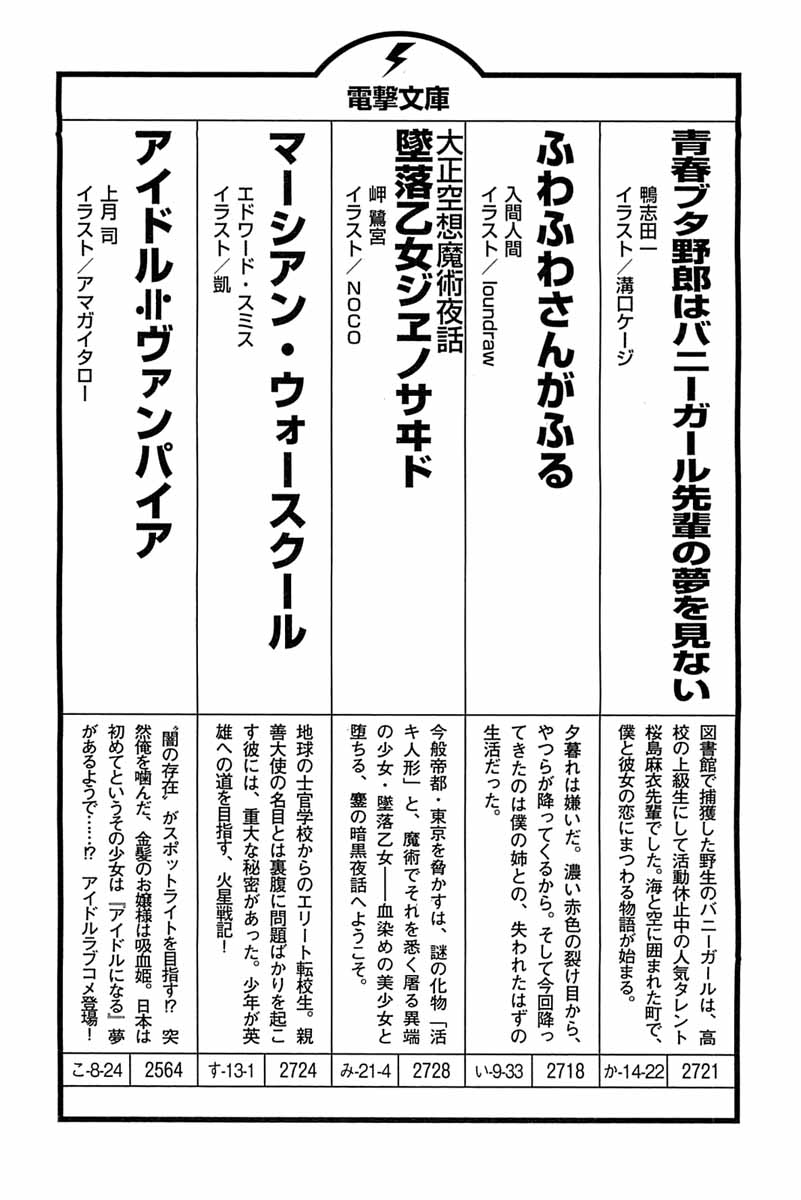 電撃文庫
青春ブタ野郎はバニーガール先輩の夢を見ない
鴨志田一
イラスト/溝口ケージ
図書館で捕獲した野生のバニーガールは、高
校の上級生にして活動休止中の人気タレント
桜島麻衣先輩でした。海と空に囲まれた町で、
僕と彼女の恋にまつわる物語が始まる。
か-14-22
2721
ふわふわさんがふる
入間人間
イラスト/loundraw
夕暮れは嫌いだ。濃い赤色の裂け目から、
やつらが降ってくるから。そして今回降っ
てきたのは僕の姉との、失われたはずの
生活だった。
い-9-33
2718
大正空想魔術夜話
墜落乙女ジヱノサヰド
岬 鷺宮
イラスト/NOCO
今般帝都・東京を脅かすは、謎の化物「活
キ人形」と、魔術でそれを悉く屠る異端
の少女・墜落乙女――血染めの美少女と
堕ちる、鏖の暗黒夜話へようこそ。
み-21-4
2728
マーシアン・ウォースクール
エドワード・スミス
イラスト/凱
地球の士官学校からのエリート転校生。親
善大使の名目とは裏腹に問題ばかりを起こ
す彼には、重大な秘密があった。少年が英
雄への道を目指す、火星戦記!
す-13-1
2724
アイドル≒ヴァンパイア
上月 司
イラスト/アマガイタロー
〝闇の存在〟がスポットライトを目指す!? 突
然俺を噛んだ、金髪のお嬢様は吸血姫。日本は
初めてというその少女は『アイドルになる』夢
があるようで……!? アイドルラブコメ登場!
こ-8-24
2564